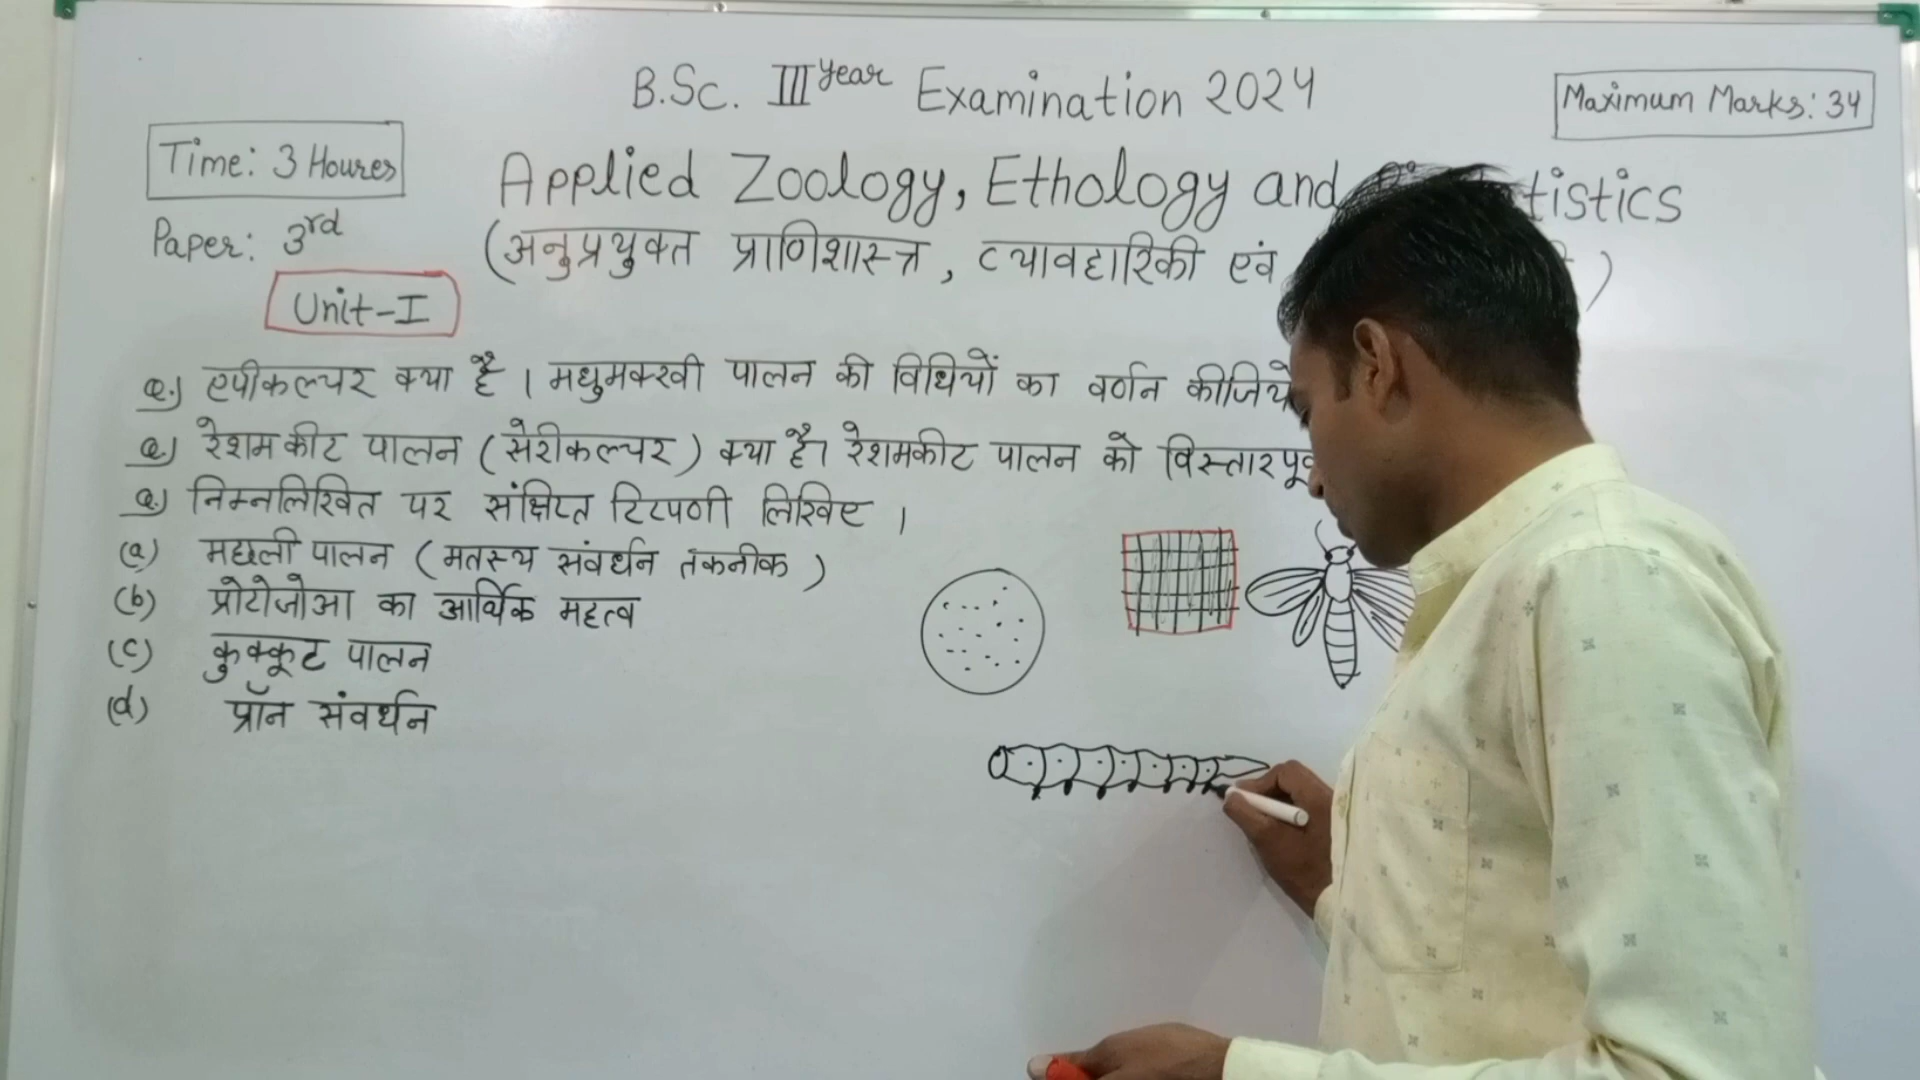 B.Sc. III Year Examination 2024
Maximum Marks: 34
Time: 3 Houres
Applied Zoology, Ethology and tistics
Paper: 3rd
(अनुप्रयुक्त प्राणिशास्त्र, व्यावहारिकी एवं )
Unit-I
Q.) एपीकल्चर क्या है । मधुमक्खी पालन की विधियों का वर्णन कीजिये
Q.) रेशमकीट पालन (सेरीकल्चर) क्या है। रेशमकीट पालन को विस्तारपूर्व
Q.) निम्नलिखित पर संक्षिप्त टिप्पणी लिखिए ।
(a) मछली पालन (मतस्य संवर्धन तकनीक)
(b) प्रोटोजोआ का आर्थिक महत्व
(c) कुक्कूट पालन
(d) प्रॉन संवर्धन